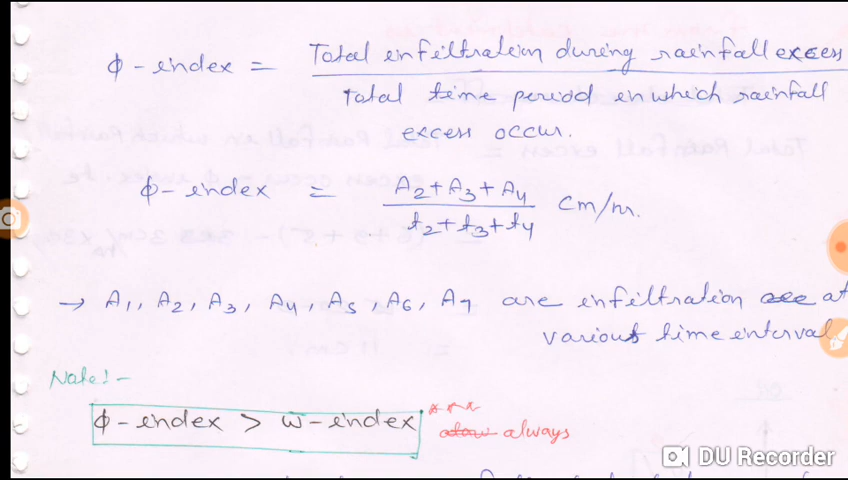 Total infiltration during rainfall excess
ϕ-index =
Total time period in which rainfall
excess occur.
ϕ-index = A2+A3+A4 / t2+t3+t4 cm/hr.
→ A1, A2, A3, A4, A5, A6, A7 are infiltration at
various time interval
Note:-
ϕ-index > w-index *** always
DU Recorder